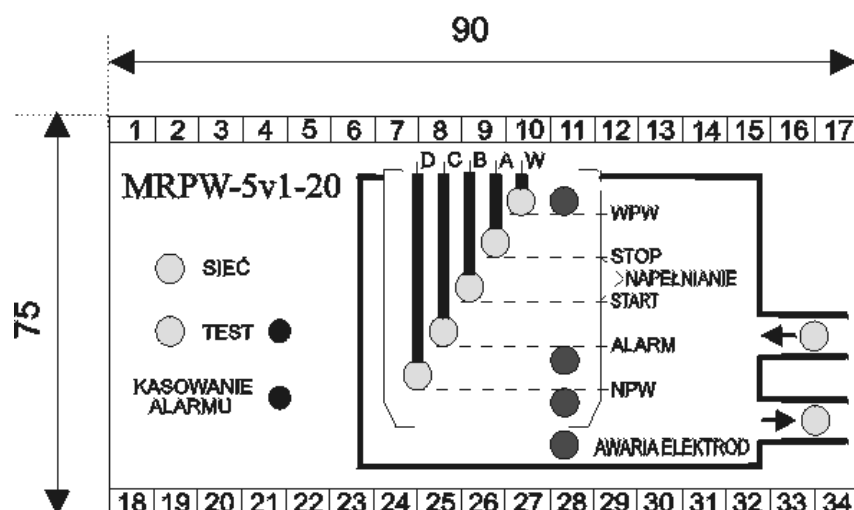 90
75
1 2 3 4 5 6 7 8 9 10 11 12 13 14 15 16 17
D C B A W
MRPW-5v1-20
WPW
STOP
>NAPEŁNIANIE
START
SIEĆ
TEST
ALARM
KASOWANIE
ALARMU
NPW
AWARIA ELEKTROD
18 19 20 21 22 23 24 25 26 27 28 29 30 31 32 33 34